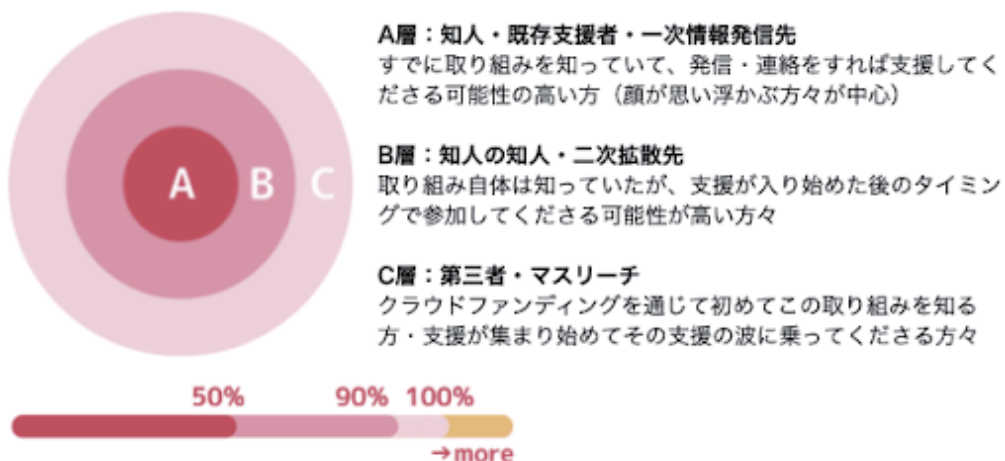 A B C
A層：知人・既存支援者・一次情報発信先
すでに取り組みを知っていて、発信・連絡をすれば支援してく
ださる可能性の高い方（顔が思い浮かぶ方々が中心）
B層：知人の知人・二次拡散先
取り組み自体は知っていたが、支援が入り始めた後のタイミン
グで参加してくださる可能性が高い方々
C層：第三者・マスリーチ
クラウドファンディングを通じて初めてこの取り組みを知る
方・支援が集まり始めてその支援の波に乗ってくださる方々
50% 90% 100%
→more